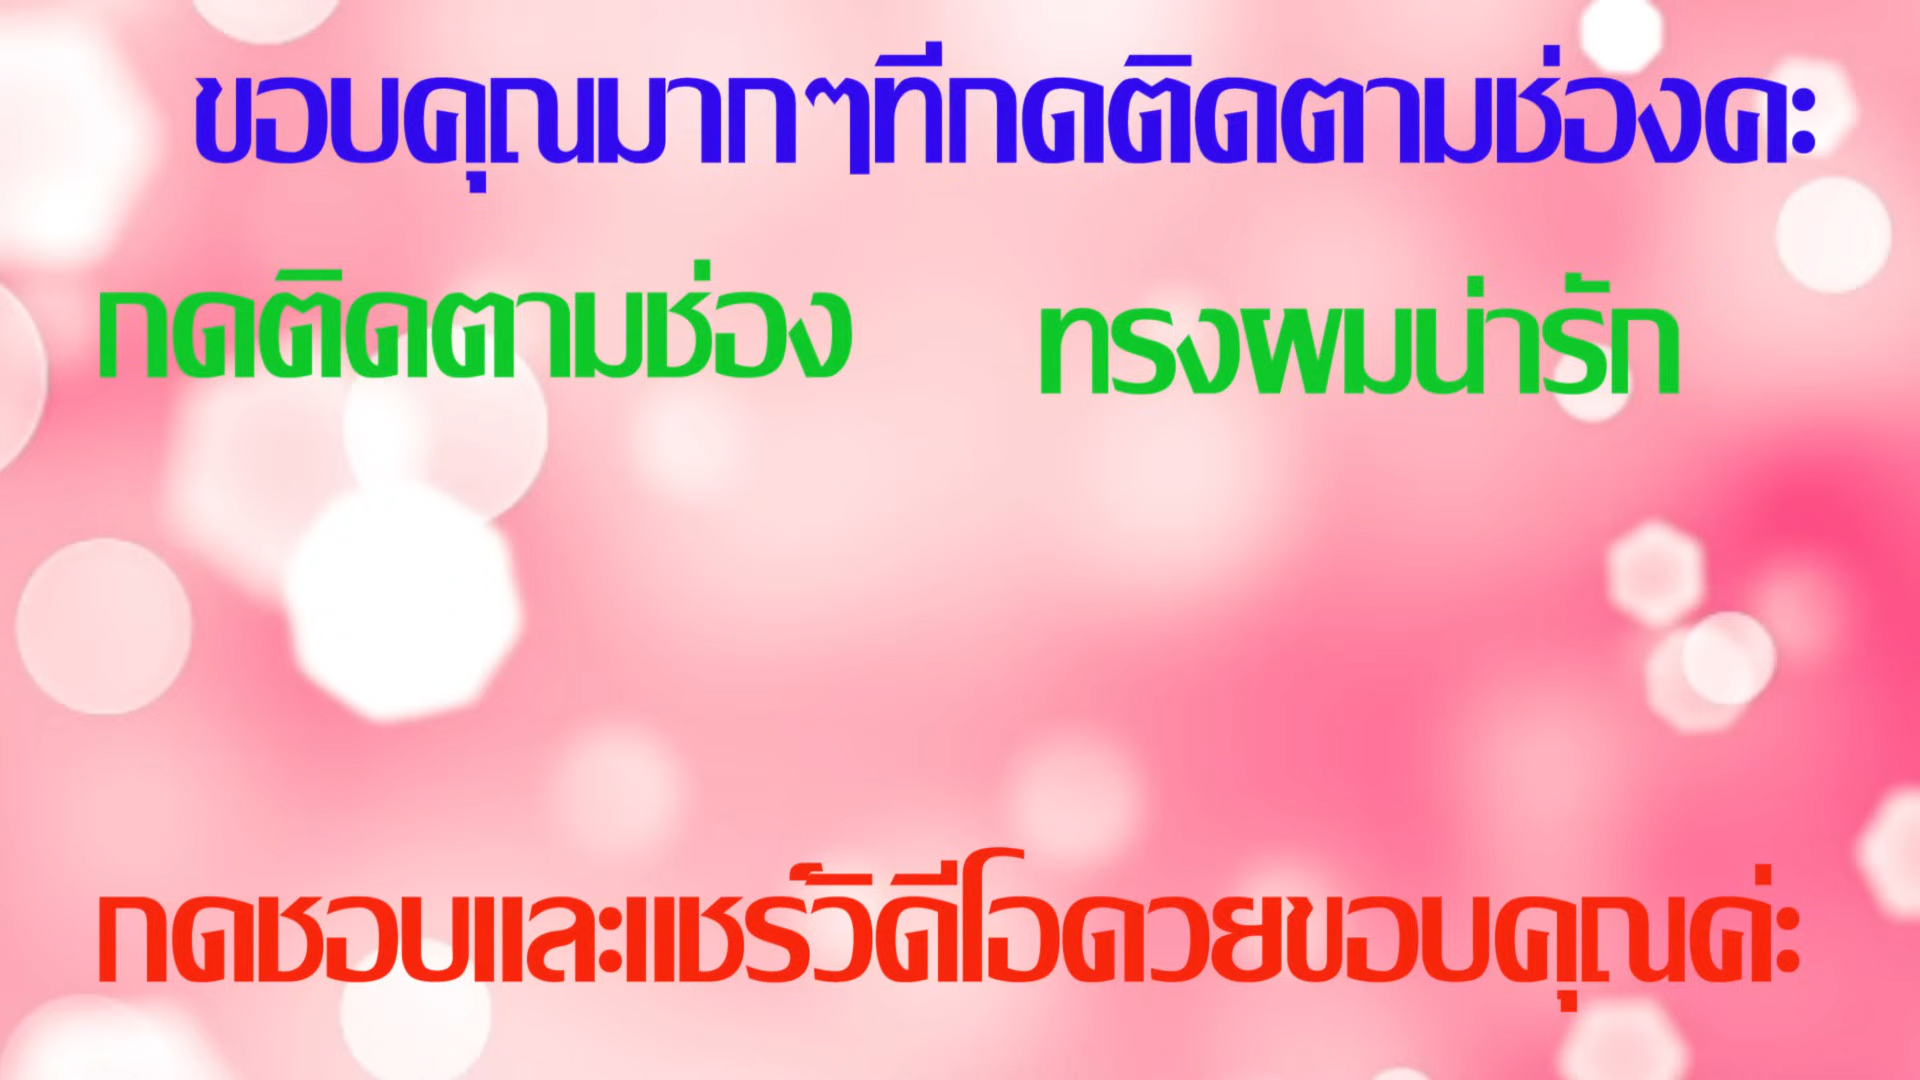 ขอบคุณมากๆทีกดติดตามช่องคะ
กดติดตามช่อง ทรงผมน่ารัก
กดชอบและแชร์วิดีโอดวยขอบคุณค่ะ